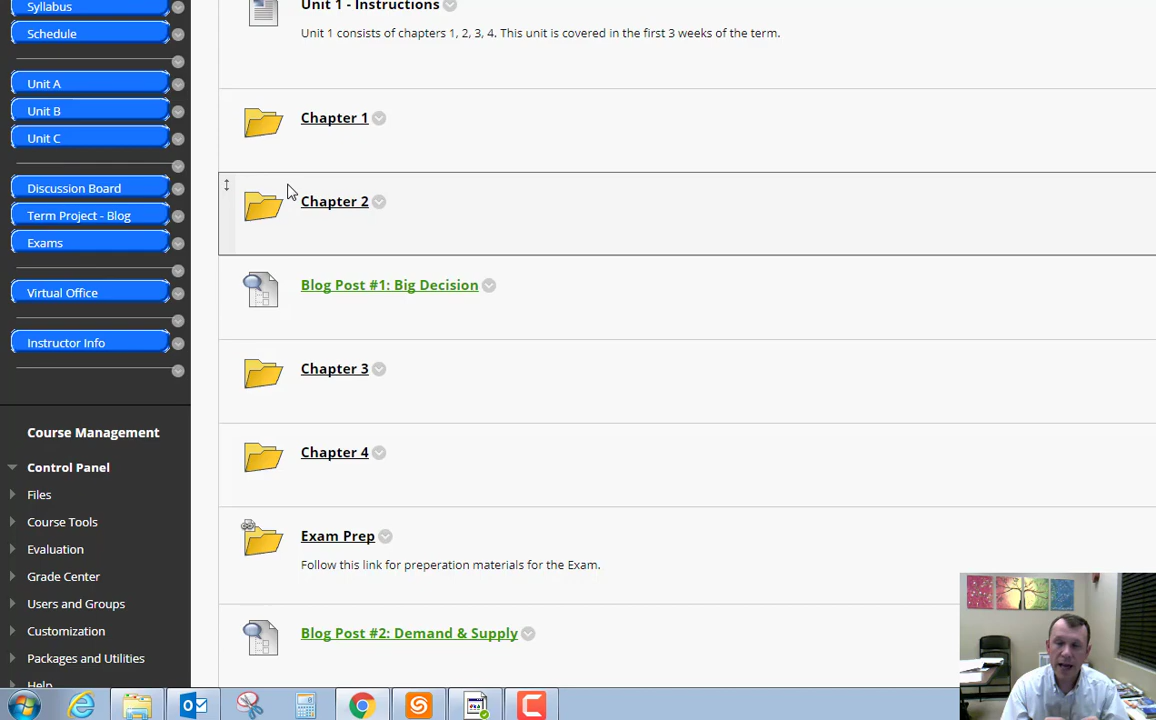 Syllabus
Schedule
Unit A
Unit B
Unit C
Discussion Board
Term Project - Blog
Exams
Virtual Office
Instructor Info
Course Management
Control Panel
Files
Course Tools
Evaluation
Grade Center
Users and Groups
Customization
Packages and Utilities
Help
Unit 1 - Instructions
Unit 1 consists of chapters 1, 2, 3, 4. This unit is covered in the first 3 weeks of the term.
Chapter 1
Chapter 2
Blog Post #1: Big Decision
Chapter 3
Chapter 4
Exam Prep
Follow this link for preperation materials for the Exam.
Blog Post #2: Demand & Supply